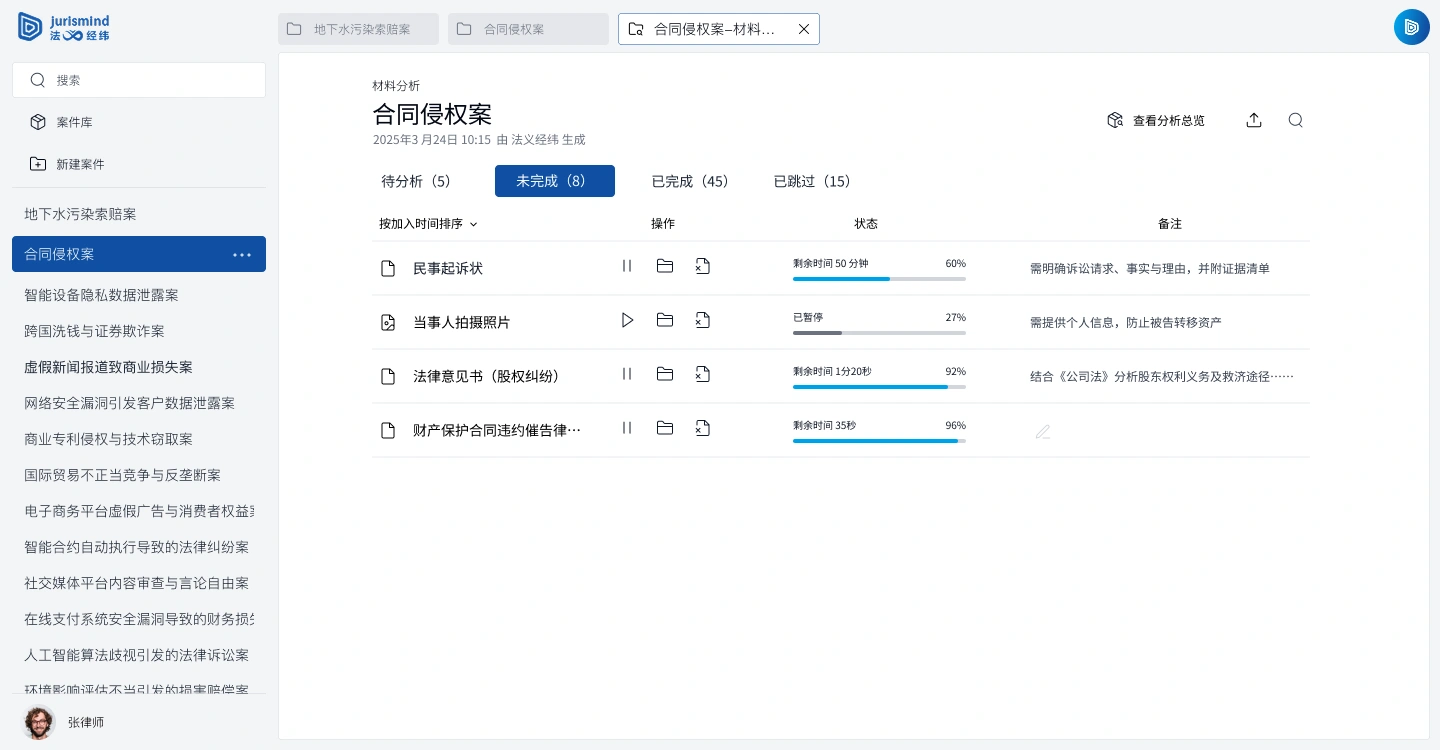 jurismind
法 经纬
地下水污染索赔案
合同侵权案
合同侵权案-材料...
搜索
案件库
新建案件
地下水污染索赔案
合同侵权案
智能设备隐私数据泄露案
跨国洗钱与证券欺诈案
虚假新闻报道致商业损失案
网络安全漏洞引发客户数据泄露案
商业专利侵权与技术窃取案
国际贸易不正当竞争与反垄断案
电子商务平台虚假广告与消费者权益
智能合约自动执行导致的法律纠纷案
社交媒体平台内容审查与言论自由案
在线支付系统安全漏洞导致的财务损失
人工智能算法歧视引发的法律诉讼案
环境影响评估不当引发的损害赔偿案
张律师
材料分析
合同侵权案
2025年3 月24日 10:15 由 法义经纬 生成
查看分析总览
待分析（5） 未完成（8） 已完成（45） 已跳过（15）
按加入时间排序 操作 状态 备注
民事起诉状 剩余时间 50 分钟 60% 需明确诉讼请求、事实与理由，并附证据清单
当事人拍摄照片 已暂停 27% 需提供个人信息，防止被告转移资产
法律意见书（股权纠纷） 剩余时间 1分20秒 92% 结合《公司法》分析股东权利义务及救济途径……
财产保护合同违约催告律… 剩余时间 35秒 96%